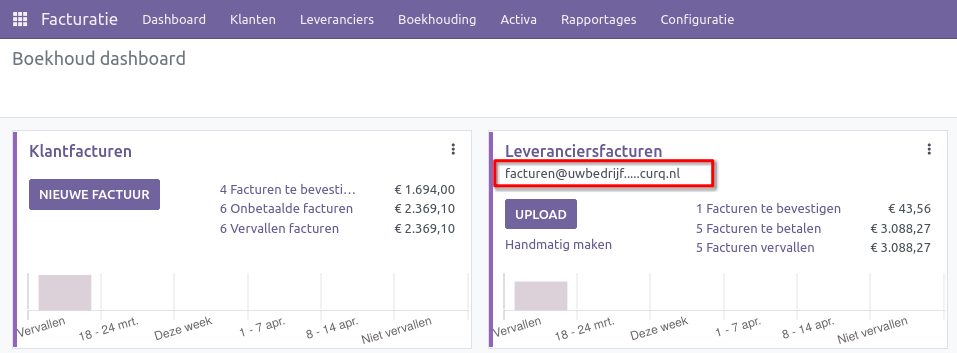 Facturatie Dashboard Klanten Leveranciers Boekhouding Activa Rapportages Configuratie
Boekhoud dashboard
Klantfacturen
NIEUWE FACTUUR
4 Facturen te bevesti... € 1.694,00
6 Onbetaalde facturen € 2.369,10
6 Vervallen facturen € 2.369,10
Vervallen 18 - 24 mrt. Deze week 1 - 7 apr. 8 - 14 apr. Niet vervallen
Leveranciersfacturen
facturen@uwbedrijf.....curq.nl
UPLOAD
Handmatig maken
1 Facturen te bevestigen € 43,56
5 Facturen te betalen € 3.088,27
5 Facturen vervallen € 3.088,27
Vervallen 18 - 24 mrt. Deze week 1 - 7 apr. 8 - 14 apr. Niet vervallen